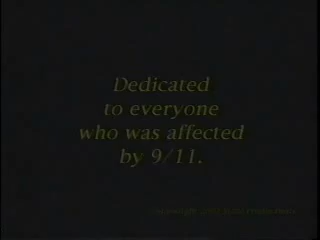 Dedicated
to everyone
who was affected
by 9/11.